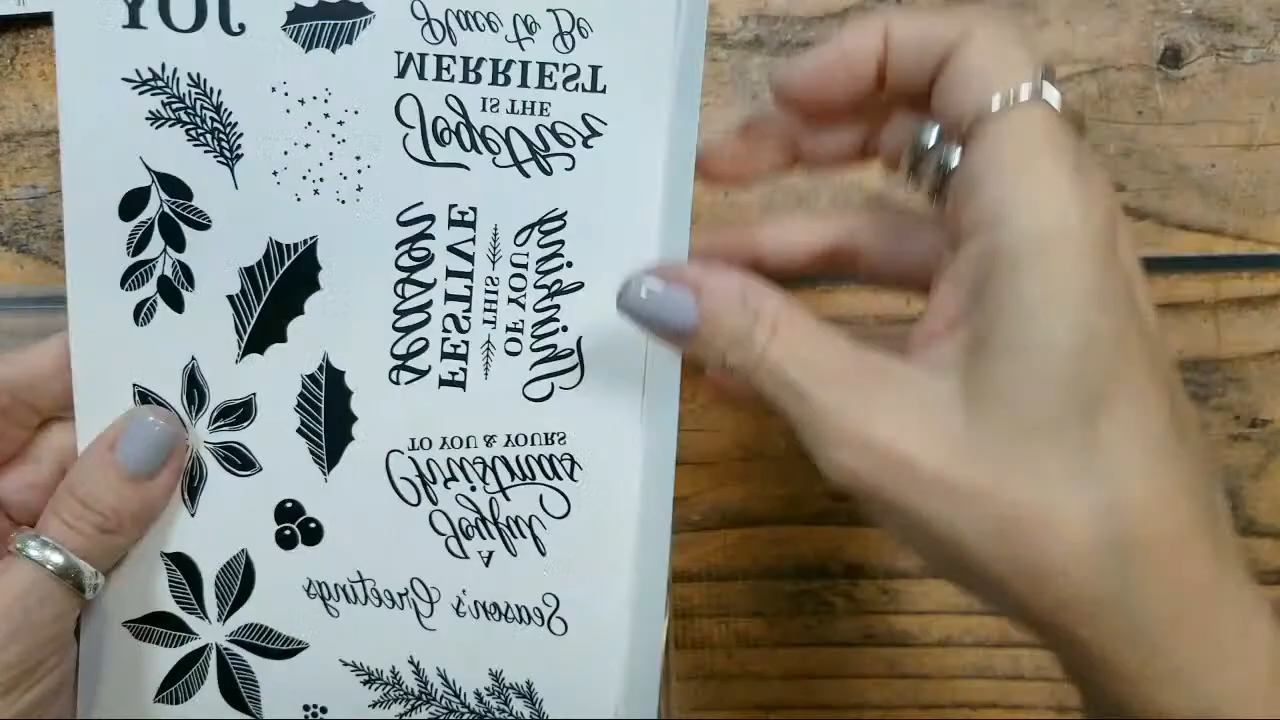 JOY
Together
IS THE
MERRIEST
Place to Be
Thinking
OF YOU
THIS
FESTIVE
season
A
Joyful
Christmas
TO YOU & YOURS
Season's Greetings